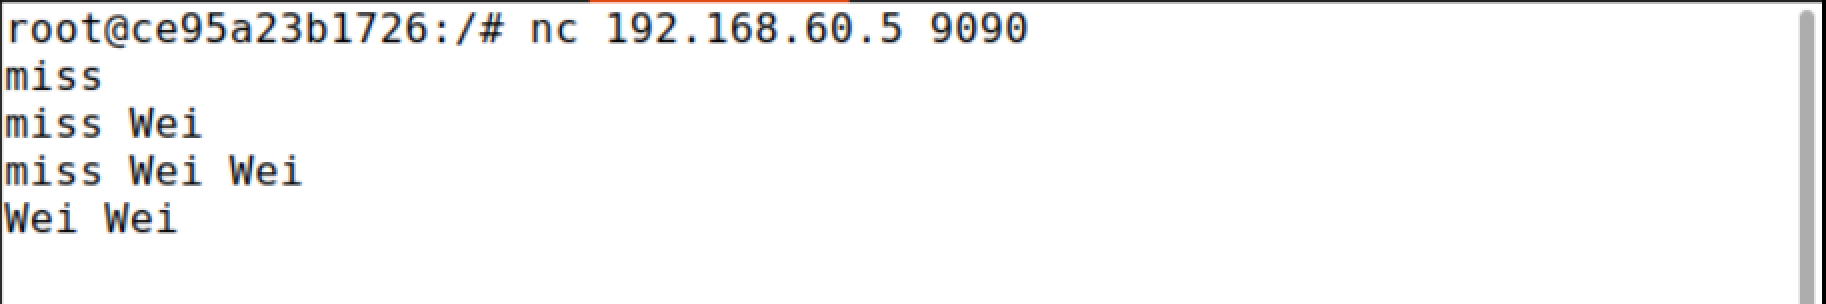 root@ce95a23b1726:/# nc 192.168.60.5 9090
miss
miss Wei
miss Wei Wei
Wei Wei